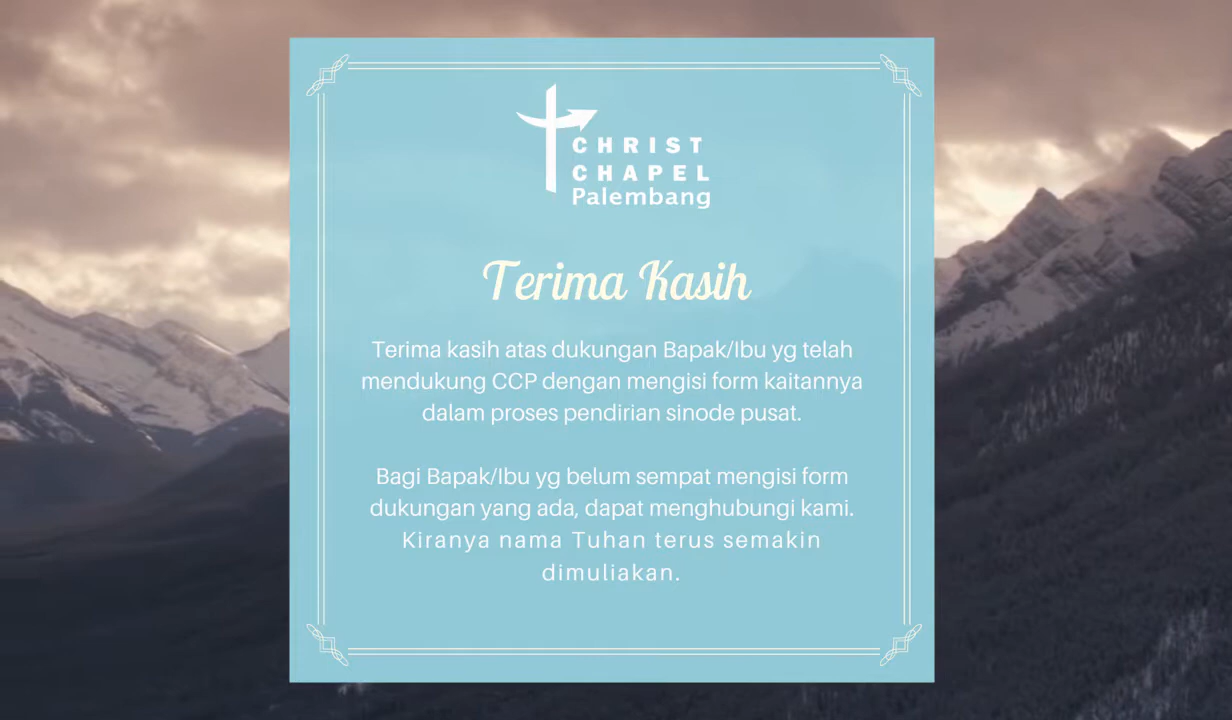 CHRIST
CHAPEL
Palembang
Terima Kasih
Terima kasih atas dukungan Bapak/Ibu yg telah
mendukung CCP dengan mengisi form kaitannya
dalam proses pendirian sinode pusat.
Bagi Bapak/Ibu yg belum sempat mengisi form
dukungan yang ada, dapat menghubungi kami.
Kiranya nama Tuhan terus semakin
dimuliakan.